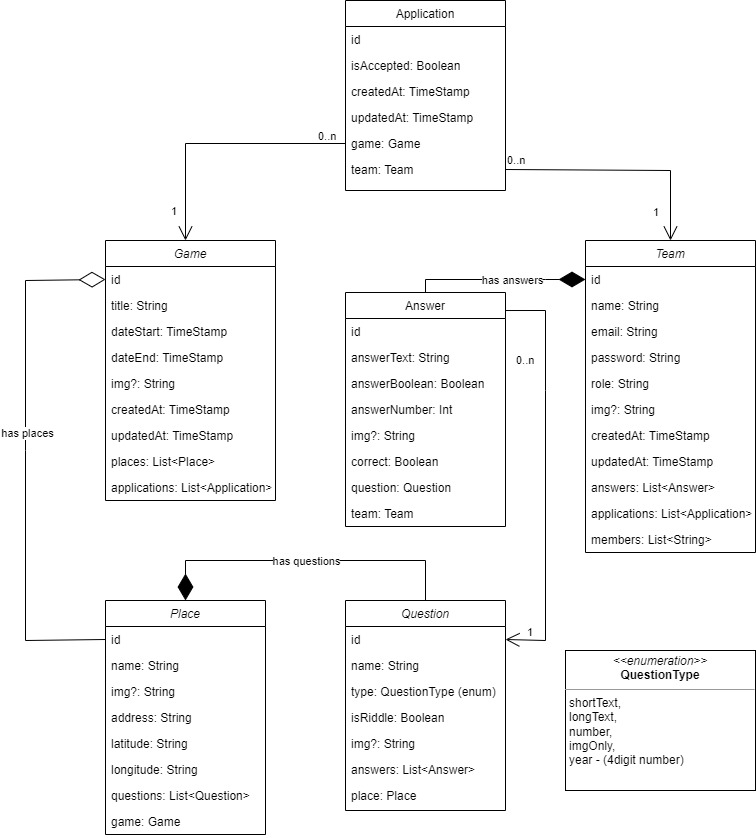 Application
id
isAccepted: Boolean
createdAt: TimeStamp
updatedAt: TimeStamp
game: Game
team: Team
0..n
0..n
1
1
Game
id
title: String
dateStart: TimeStamp
dateEnd: TimeStamp
img?: String
createdAt: TimeStamp
updatedAt: TimeStamp
places: List<Place>
applications: List<Application>
has answers
Answer
id
answerText: String
answerBoolean: Boolean
answerNumber: Int
img?: String
correct: Boolean
question: Question
team: Team
0..n
Team
id
name: String
email: String
password: String
role: String
img?: String
createdAt: TimeStamp
updatedAt: TimeStamp
answers: List<Answer>
applications: List<Application>
members: List<String>
has places
has questions
Place
id
name: String
img?: String
address: String
latitude: String
longitude: String
questions: List<Question>
game: Game
Question
id
name: String
type: QuestionType (enum)
isRiddle: Boolean
img?: String
answers: List<Answer>
place: Place
1
<<enumeration>>
QuestionType
shortText,
longText,
number,
imgOnly,
year - (4digit number)